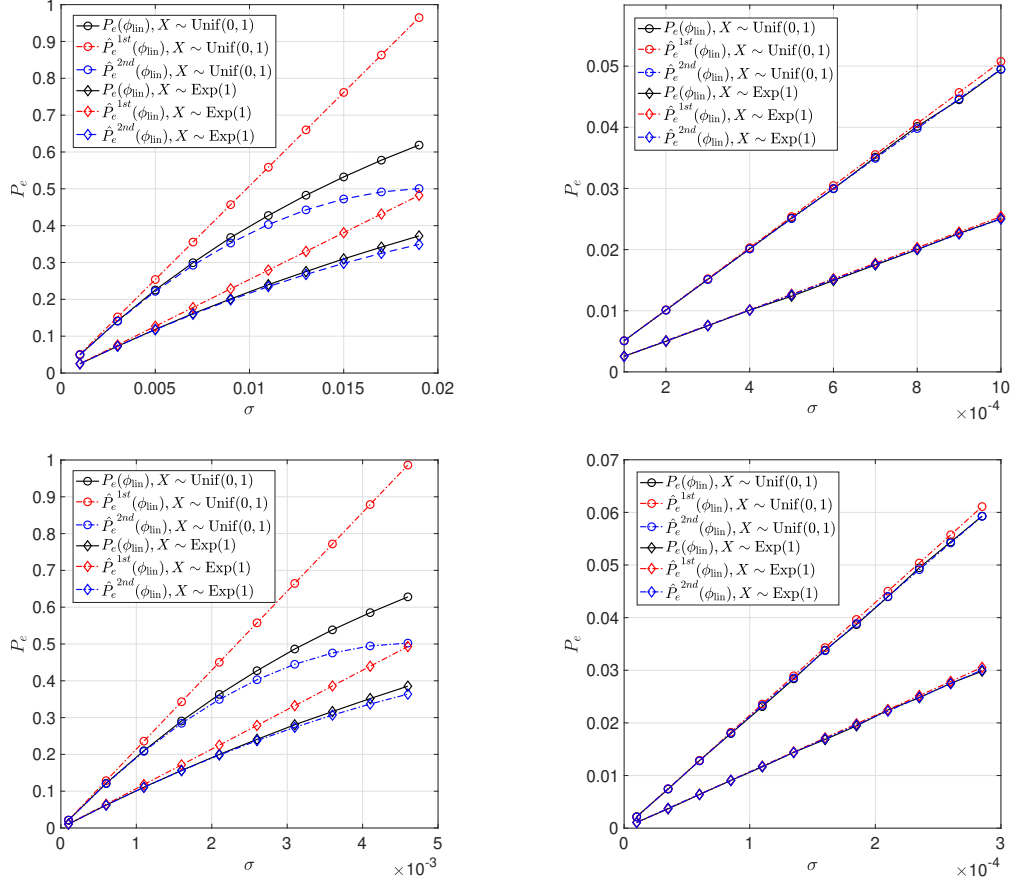 1
0.9
0.8
0.7
0.6
0.5
0.4
0.3
0.2
0.1
0
P_e
P_e(ϕ_lin), X ∼ Unif(0, 1)
P̂_e^{1st}(ϕ_lin), X ∼ Unif(0, 1)
P̂_e^{2nd}(ϕ_lin), X ∼ Unif(0, 1)
P_e(ϕ_lin), X ∼ Exp(1)
P̂_e^{1st}(ϕ_lin), X ∼ Exp(1)
P̂_e^{2nd}(ϕ_lin), X ∼ Exp(1)
0 0.005 0.01 0.015 0.02
σ
0.05
0.04
0.03
0.02
0.01
0
P_e
P_e(ϕ_lin), X ∼ Unif(0, 1)
P̂_e^{1st}(ϕ_lin), X ∼ Unif(0, 1)
P̂_e^{2nd}(ϕ_lin), X ∼ Unif(0, 1)
P_e(ϕ_lin), X ∼ Exp(1)
P̂_e^{1st}(ϕ_lin), X ∼ Exp(1)
P̂_e^{2nd}(ϕ_lin), X ∼ Exp(1)
2 4 6 8 10
σ
×10^{-4}
1
0.9
0.8
0.7
0.6
0.5
0.4
0.3
0.2
0.1
0
P_e
P_e(ϕ_lin), X ∼ Unif(0, 1)
P̂_e^{1st}(ϕ_lin), X ∼ Unif(0, 1)
P̂_e^{2nd}(ϕ_lin), X ∼ Unif(0, 1)
P_e(ϕ_lin), X ∼ Exp(1)
P̂_e^{1st}(ϕ_lin), X ∼ Exp(1)
P̂_e^{2nd}(ϕ_lin), X ∼ Exp(1)
0 1 2 3 4 5
σ
×10^{-3}
0.07
0.06
0.05
0.04
0.03
0.02
0.01
0
P_e
P_e(ϕ_lin), X ∼ Unif(0, 1)
P̂_e^{1st}(ϕ_lin), X ∼ Unif(0, 1)
P̂_e^{2nd}(ϕ_lin), X ∼ Unif(0, 1)
P_e(ϕ_lin), X ∼ Exp(1)
P̂_e^{1st}(ϕ_lin), X ∼ Exp(1)
P̂_e^{2nd}(ϕ_lin), X ∼ Exp(1)
0 1 2 3
σ
×10^{-4}